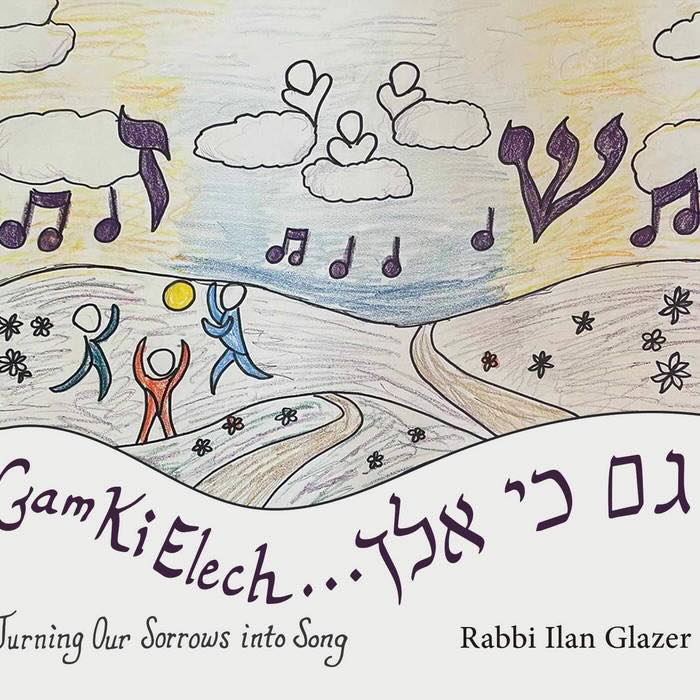 ש
Gam Ki Elech... גם כי אלך
Turning Our Sorrows into Song
Rabbi Ilan Glazer